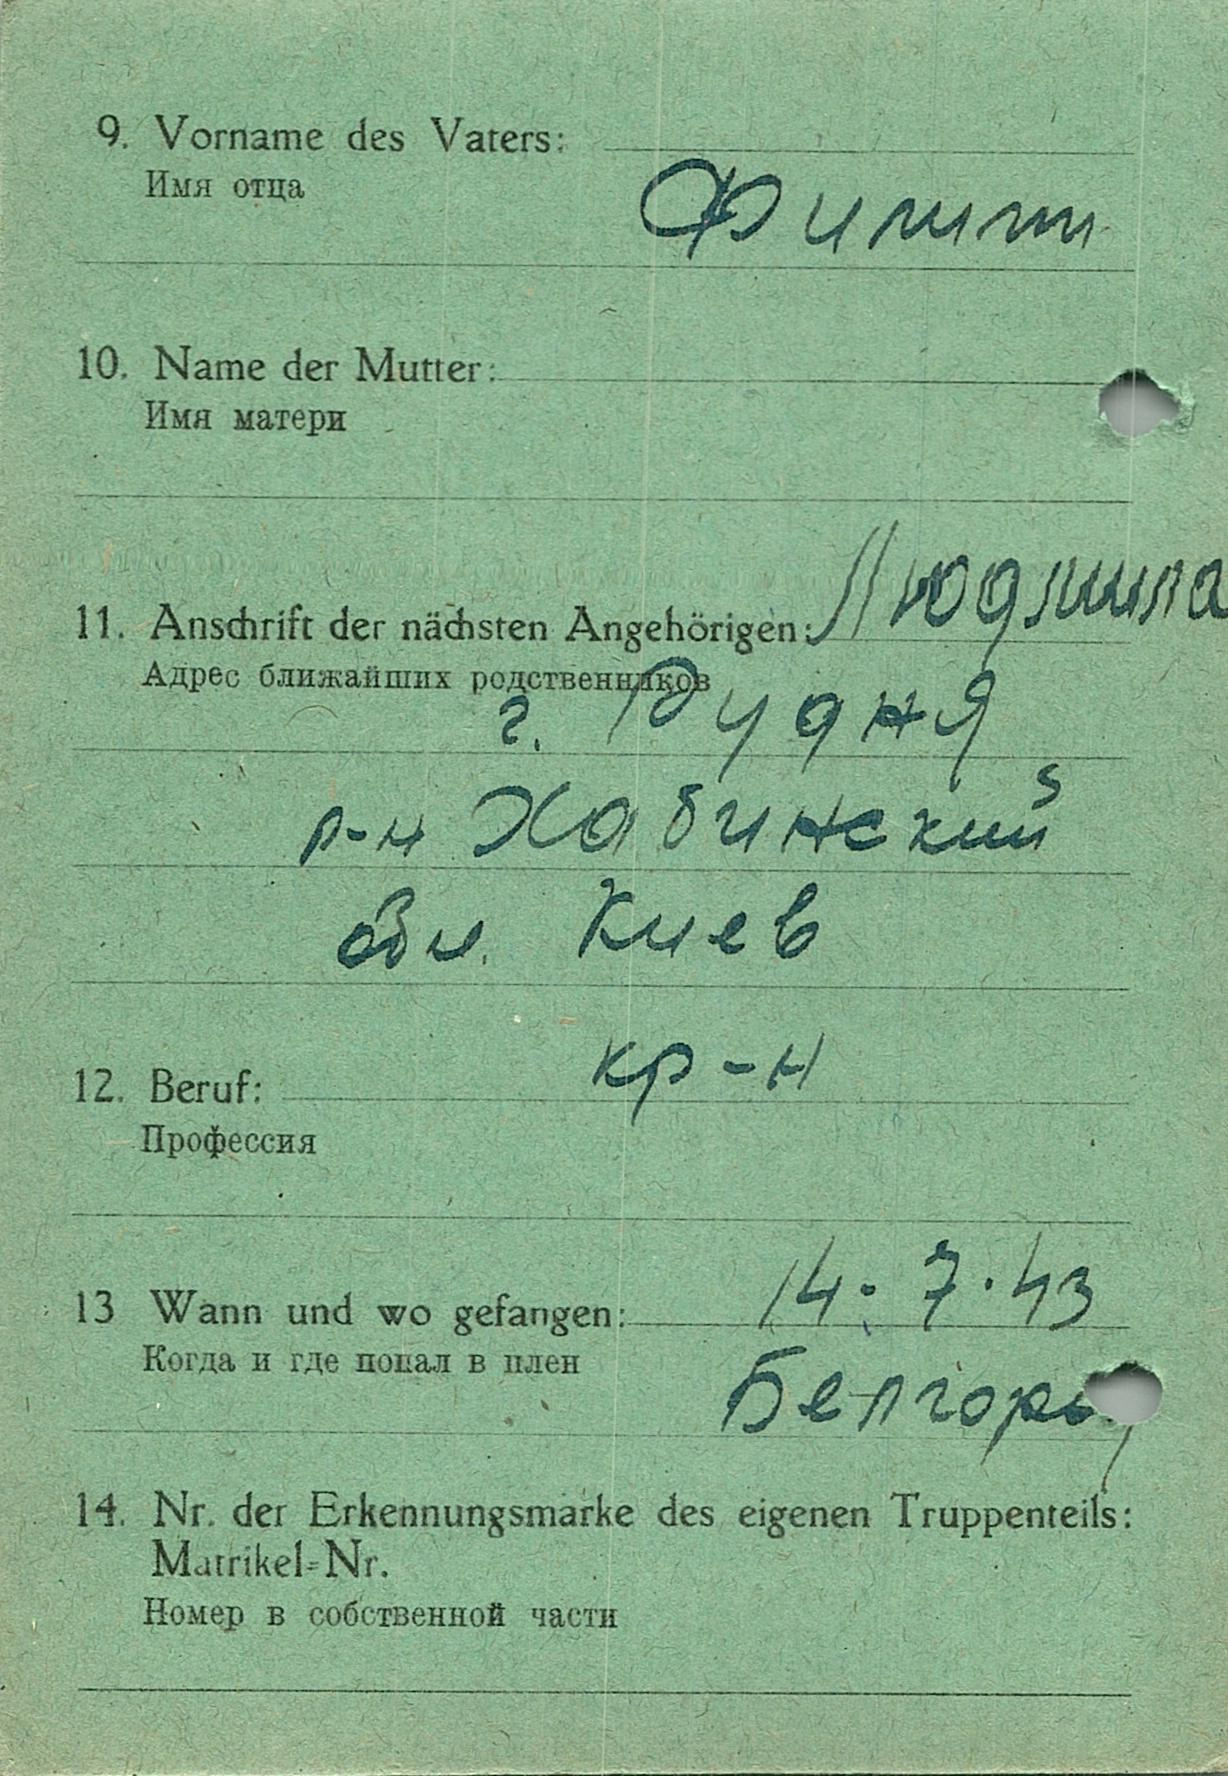 9. Vorname des Vaters:
Имя отца
Филипп
10. Name der Mutter:
Имя матери
11. Anschrift der nächsten Angehörigen: Людмила
Адрес ближайших родственников
г. Рудня
р-н Хабинский
обл. Киев
12. Beruf: кр-н
Профессия
13 Wann und wo gefangen: 14.7.43
Когда и где попал в плен
Белгород
14. Nr. der Erkennungsmarke des eigenen Truppenteils:
Matrikel-Nr.
Номер в собственной части